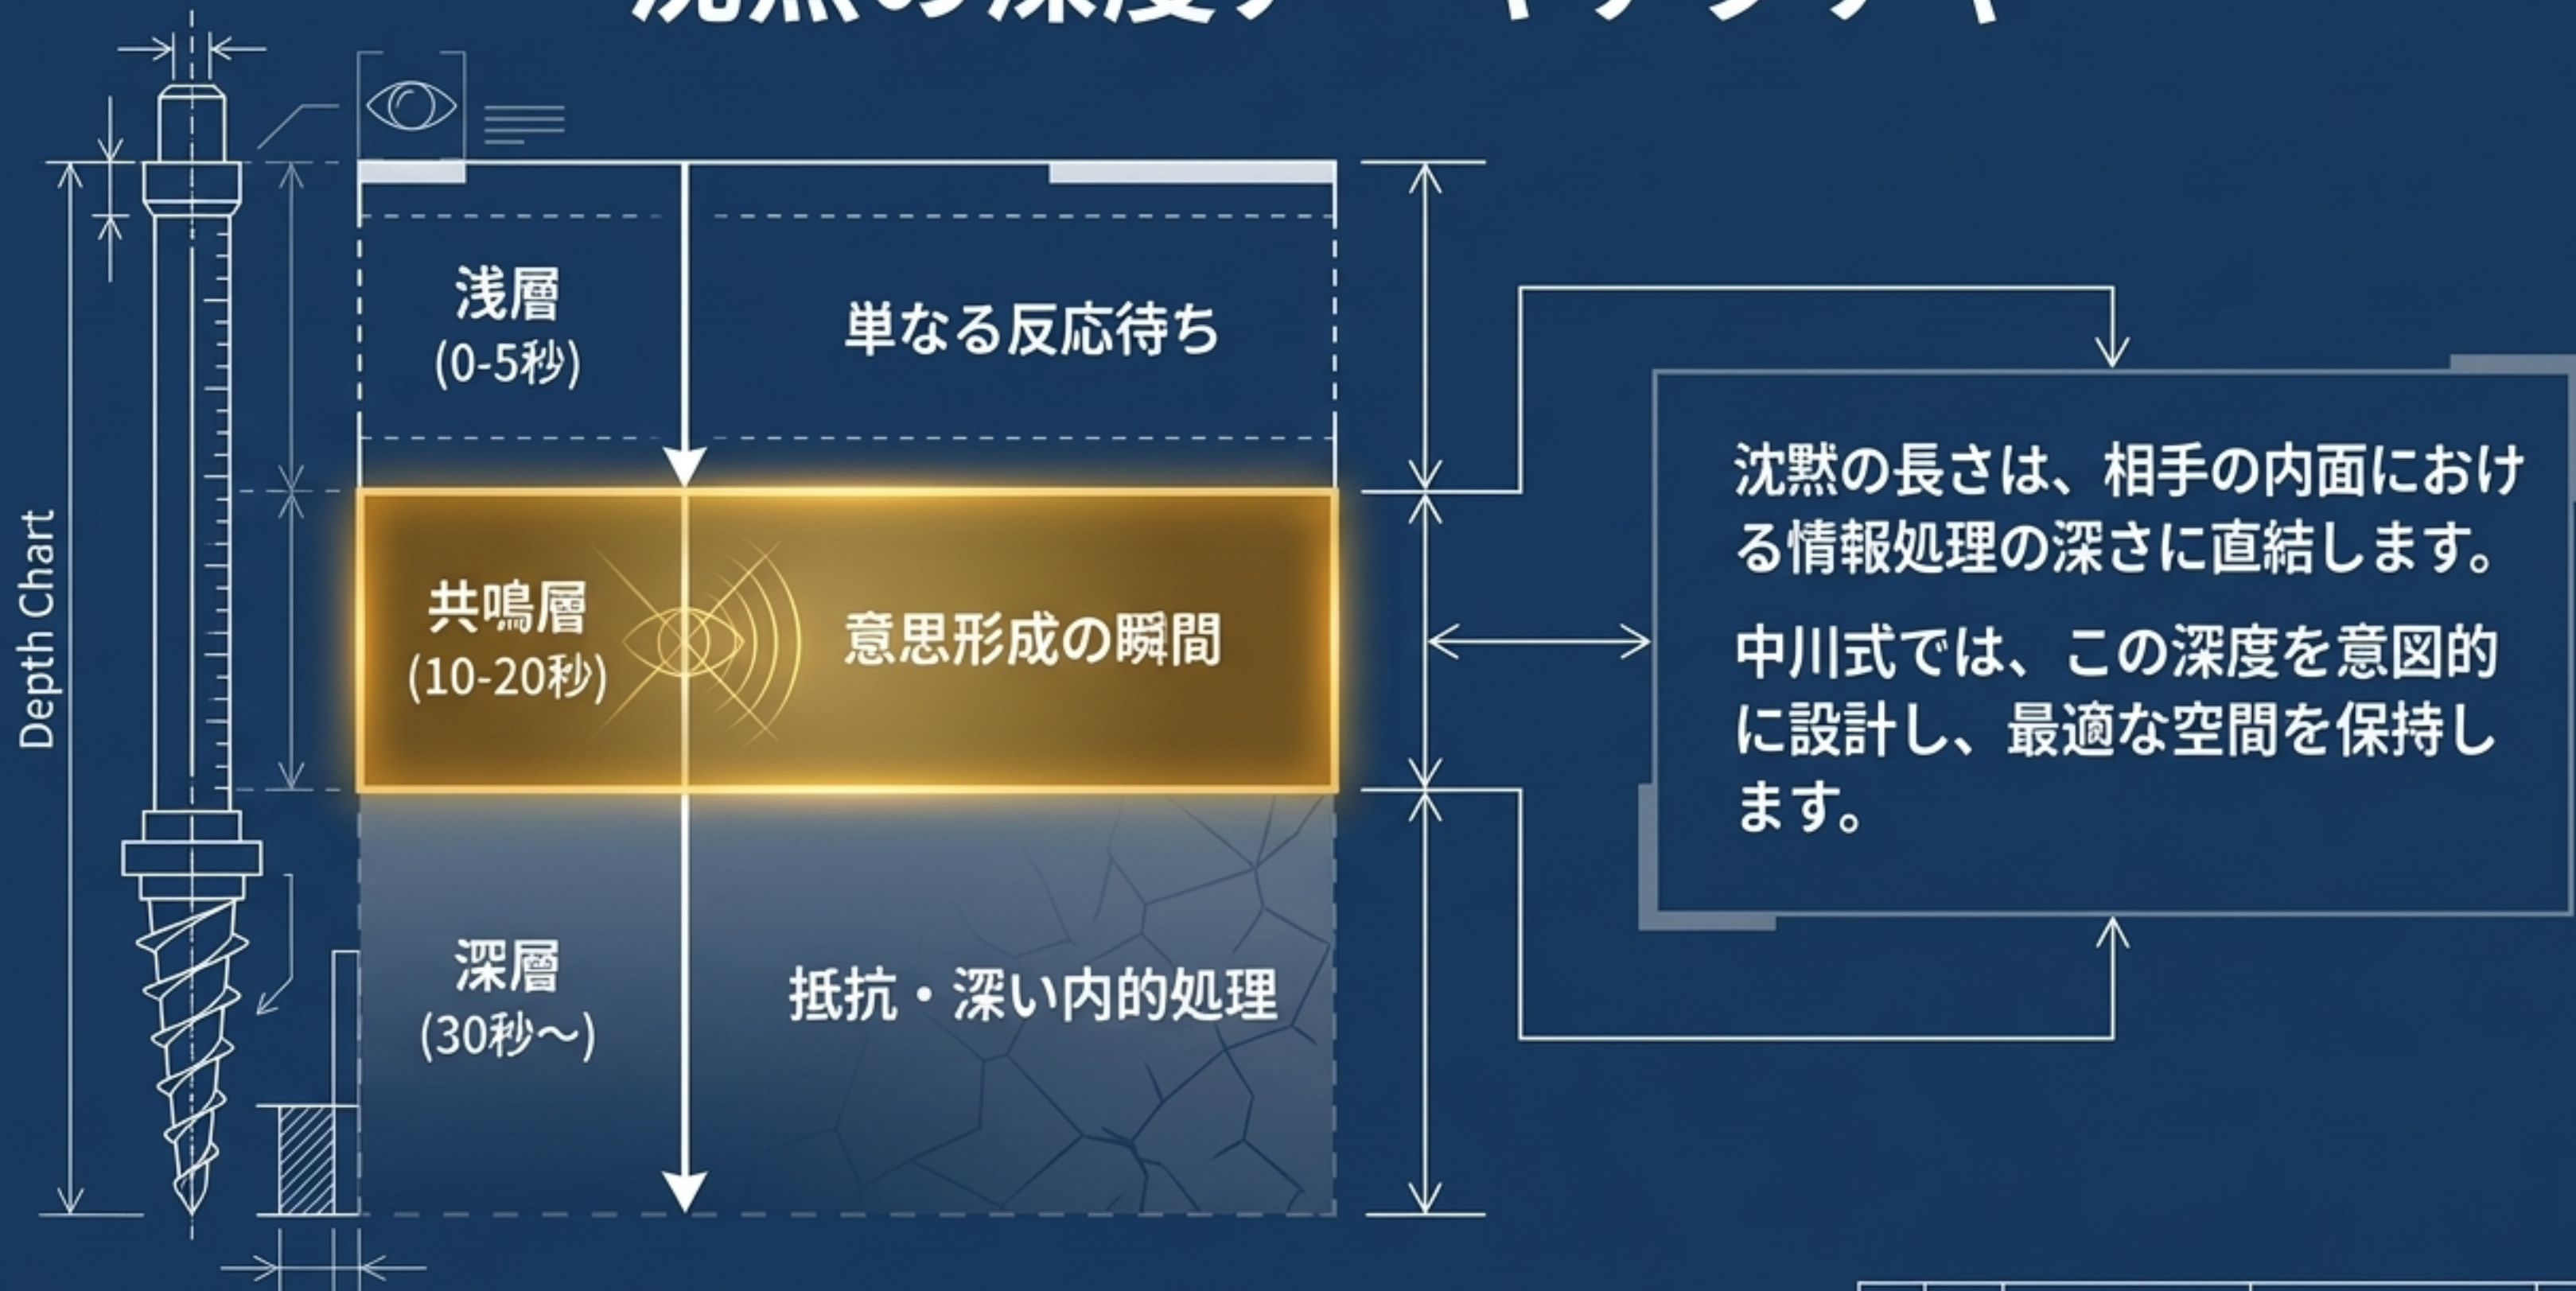 沈黙の深度
Depth Chart
浅層
(0-5秒)
単なる反応待ち
共鳴層
(10-20秒)
意思形成の瞬間
深層
(30秒～)
抵抗・深い内的処理
沈黙の長さは、相手の内面におけ
る情報処理の深さに直結します。
中川式では、この深度を意図的
に設計し、最適な空間を保持し
ます。